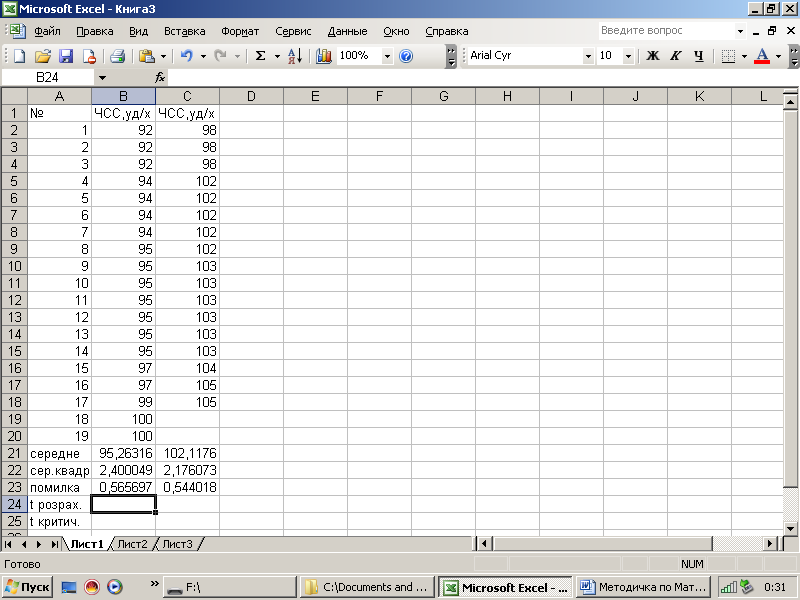 Microsoft Excel - Книга3
Файл Правка Вид Вставка Формат Сервис Данные Окно Справка Введите вопрос
100% Arial Cyr 10 Ж К Ч
B24 fx
A B C D E F G H I J K L
1 № ЧСС,уд/х ЧСС,уд/х
2 1 92 98
3 2 92 98
4 3 92 98
5 4 94 102
6 5 94 102
7 6 94 102
8 7 94 102
9 8 95 102
10 9 95 103
11 10 95 103
12 11 95 103
13 12 95 103
14 13 95 103
15 14 95 103
16 15 97 104
17 16 97 105
18 17 99 105
19 18 100
20 19 100
21 середне 95,26316 102,1176
22 сер.квадр 2,400049 2,176073
23 помилка 0,565697 0,544018
24 t розрах.
25 t критич.
Лист1 Лист2 Лист3
Готово NUM
Пуск » F:\ C:\Documents and ... Microsoft Excel - ... Методичка по Мат... 0:31